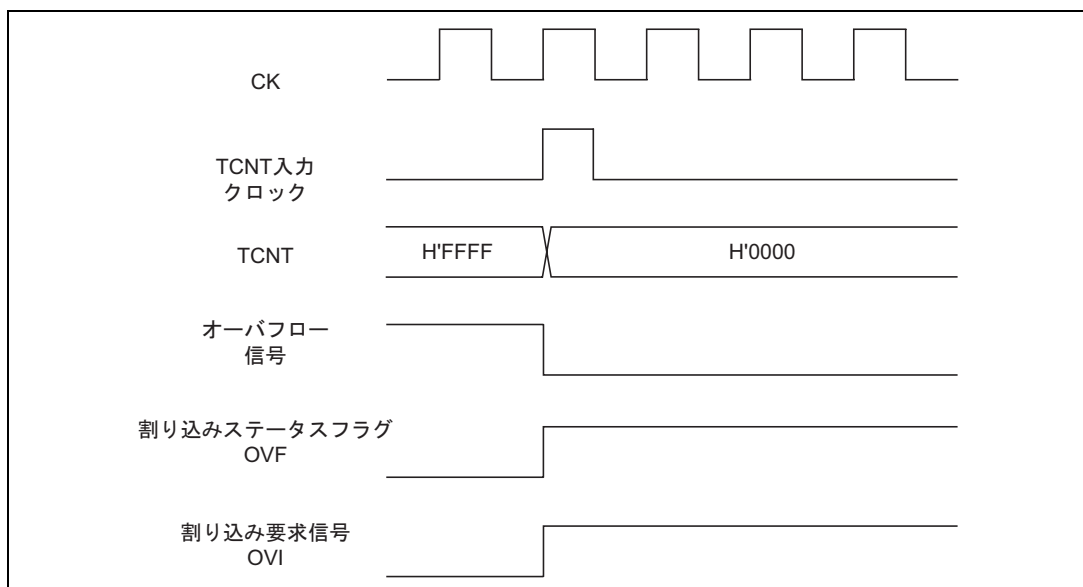 CK
TCNT入力
クロック
TCNT
H'FFFF
H'0000
オーバフロー
信号
割り込みステータスフラグ
OVF
割り込み要求信号
OVI